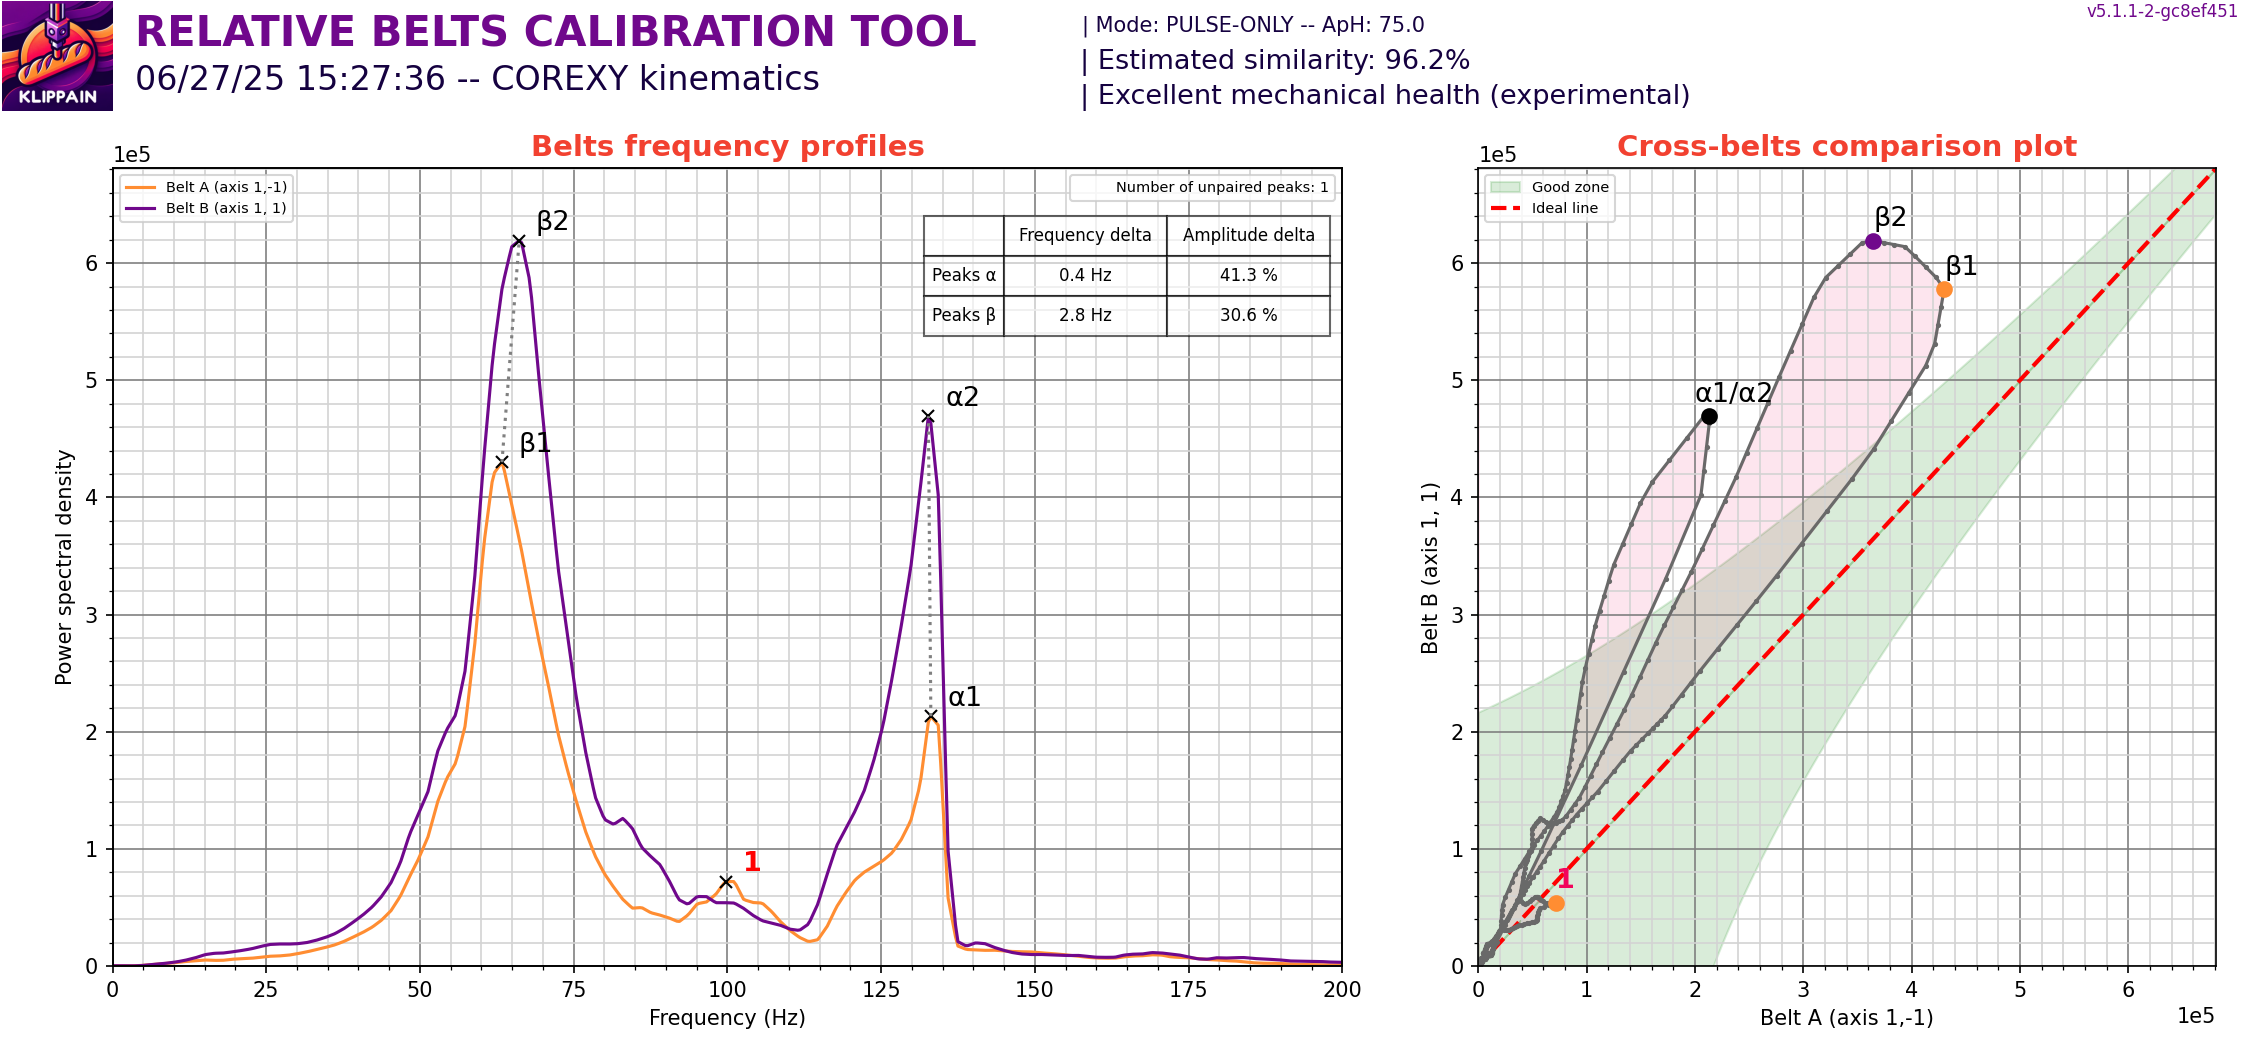 KLIPPAIN
RELATIVE BELTS CALIBRATION TOOL
06/27/25 15:27:36 -- COREXY kinematics
| Mode: PULSE-ONLY -- ApH: 75.0
| Estimated similarity: 96.2%
| Excellent mechanical health (experimental)
v5.1.1-2-gc8ef451
Belts frequency profiles
1e5
Belt A (axis 1,-1)
Belt B (axis 1, 1)
Number of unpaired peaks: 1
Frequency delta Amplitude delta
Peaks α 0.4 Hz 41.3 %
Peaks β 2.8 Hz 30.6 %
β2
β1
α2
α1
1
Power spectral density
6
5
4
3
2
1
0
0 25 50 75 100 125 150 175 200
Frequency (Hz)
Cross-belts comparison plot
1e5
Good zone
Ideal line
β2
β1
α1/α2
1
Belt B (axis 1, 1)
6
5
4
3
2
1
0
0 1 2 3 4 5 6
Belt A (axis 1,-1)
1e5